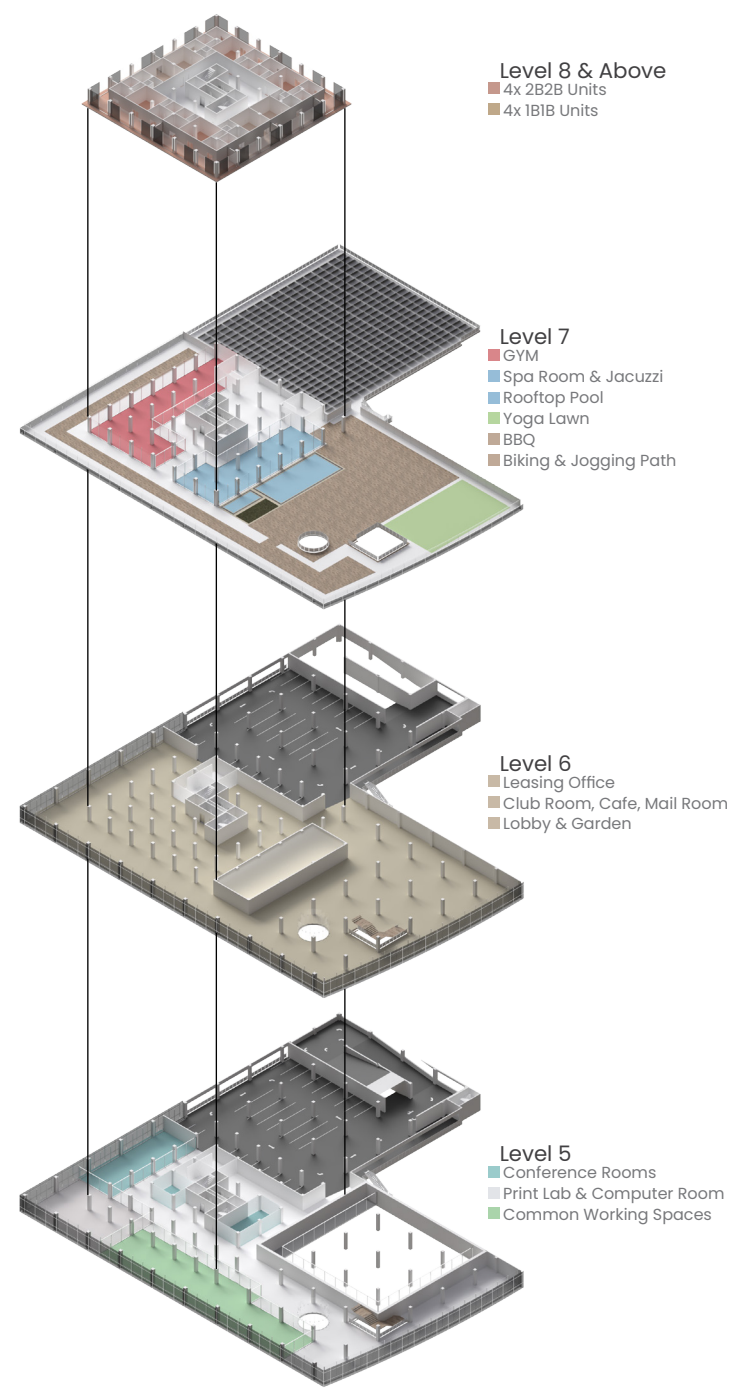 Level 8 & Above
4x 2B2B Units
4x 1B1B Units
Level 7
GYM
Spa Room & Jacuzzi
Rooftop Pool
Yoga Lawn
BBQ
Biking & Jogging Path
Level 6
Leasing Office
Club Room, Cafe, Mail Room
Lobby & Garden
Level 5
Conference Rooms
Print Lab & Computer Room
Common Working Spaces